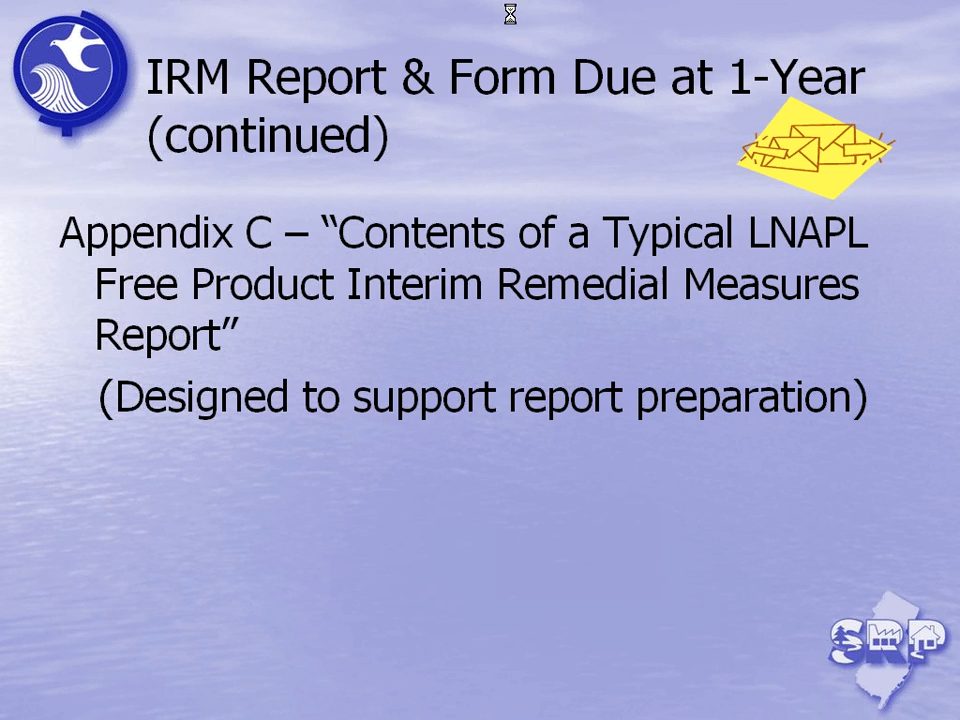 IRM Report & Form Due at 1-Year
(continued)
Appendix C – “Contents of a Typical LNAPL
Free Product Interim Remedial Measures
Report”
(Designed to support report preparation)
SRP